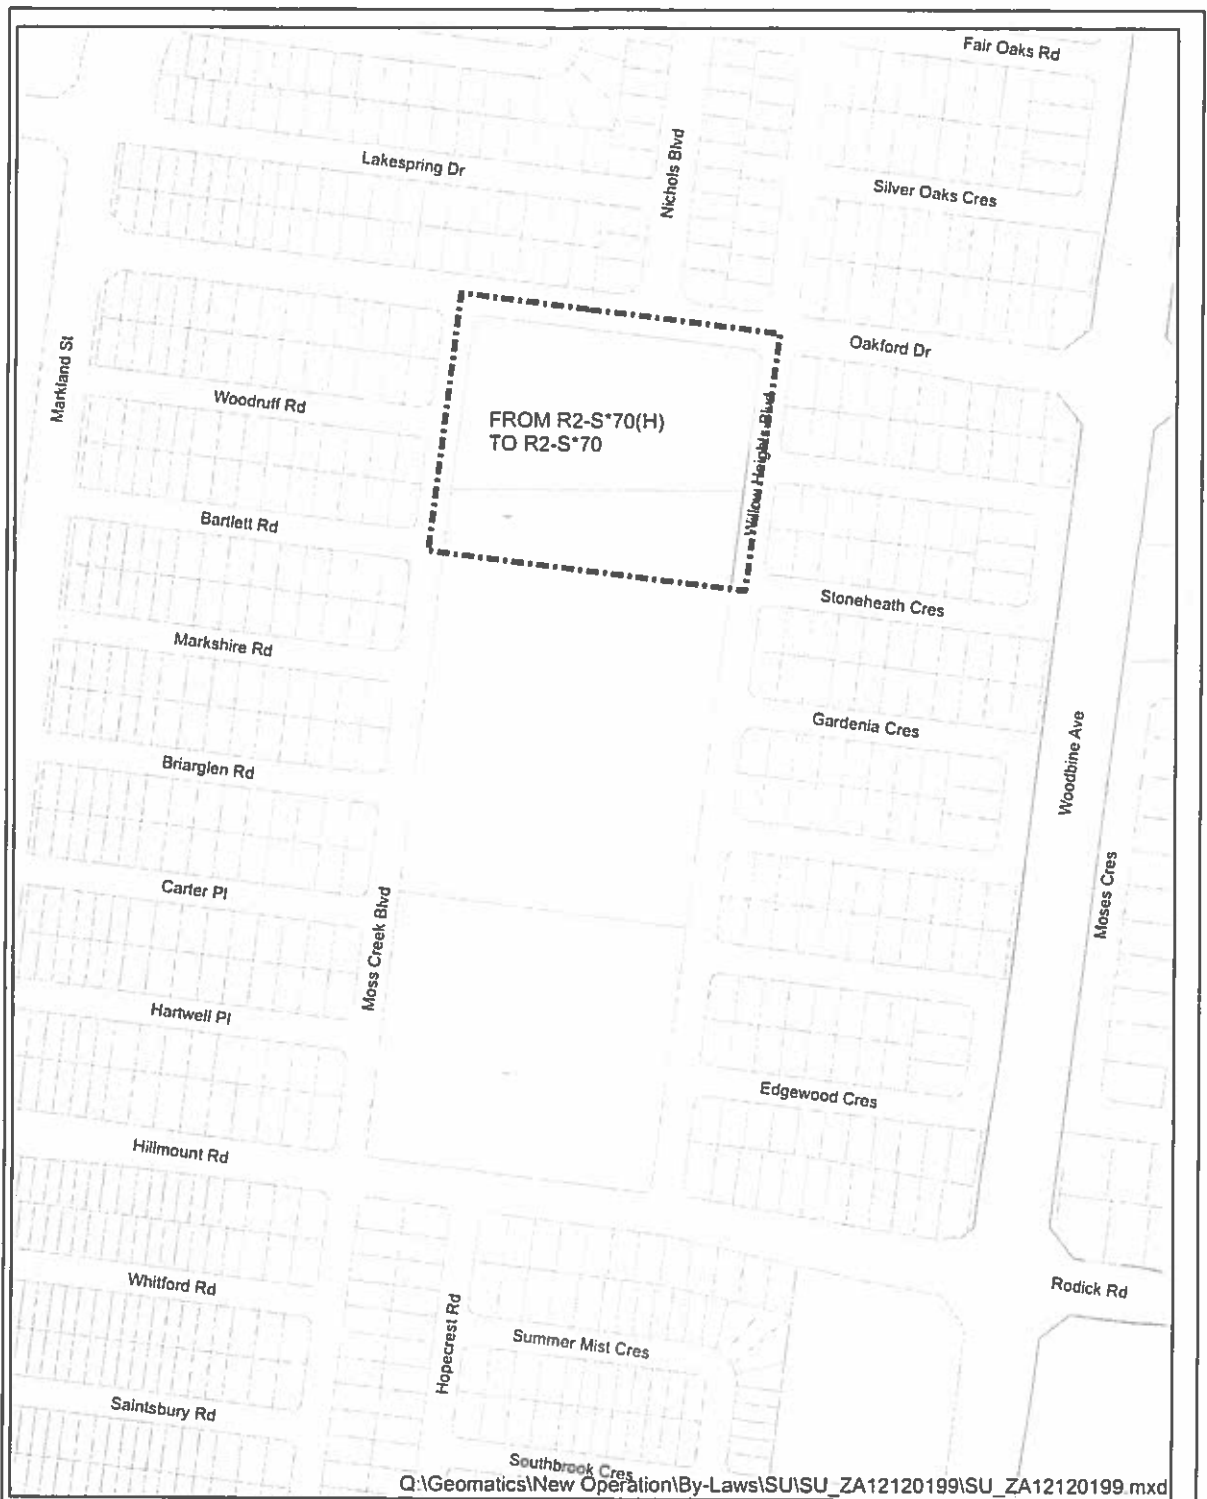 Fair Oaks Rd
Lakespring Dr
Nichols Blvd
Silver Oaks Cres
Markland St
Oakford Dr
Woodruff Rd
FROM R2-S*70(H)
TO R2-S*70
Willow Heights Blvd
Bartlett Rd
Stoneheath Cres
Markshire Rd
Gardenia Cres
Woodbine Ave
Briarglen Rd
Carter Pl
Moss Creek Blvd
Moses Cres
Hartwell Pl
Edgewood Cres
Hillmount Rd
Whitford Rd
Rodick Rd
Hopecrest Rd
Summer Mist Cres
Saintsbury Rd
Southbrook Cres
Q:\Geomatics\New Operation\By-Laws\SU\SU_ZA12120199\SU_ZA12120199.mxd